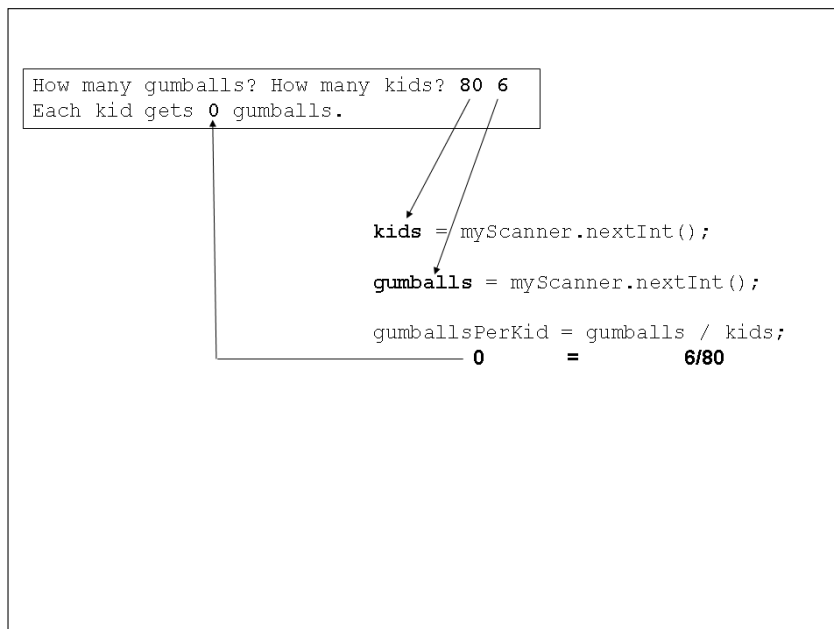 How many gumballs? How many kids? 80 6
Each kid gets 0 gumballs.
kids = myScanner.nextInt();
gumballs = myScanner.nextInt();
gumballsPerKid = gumballs / kids;
0 = 6/80